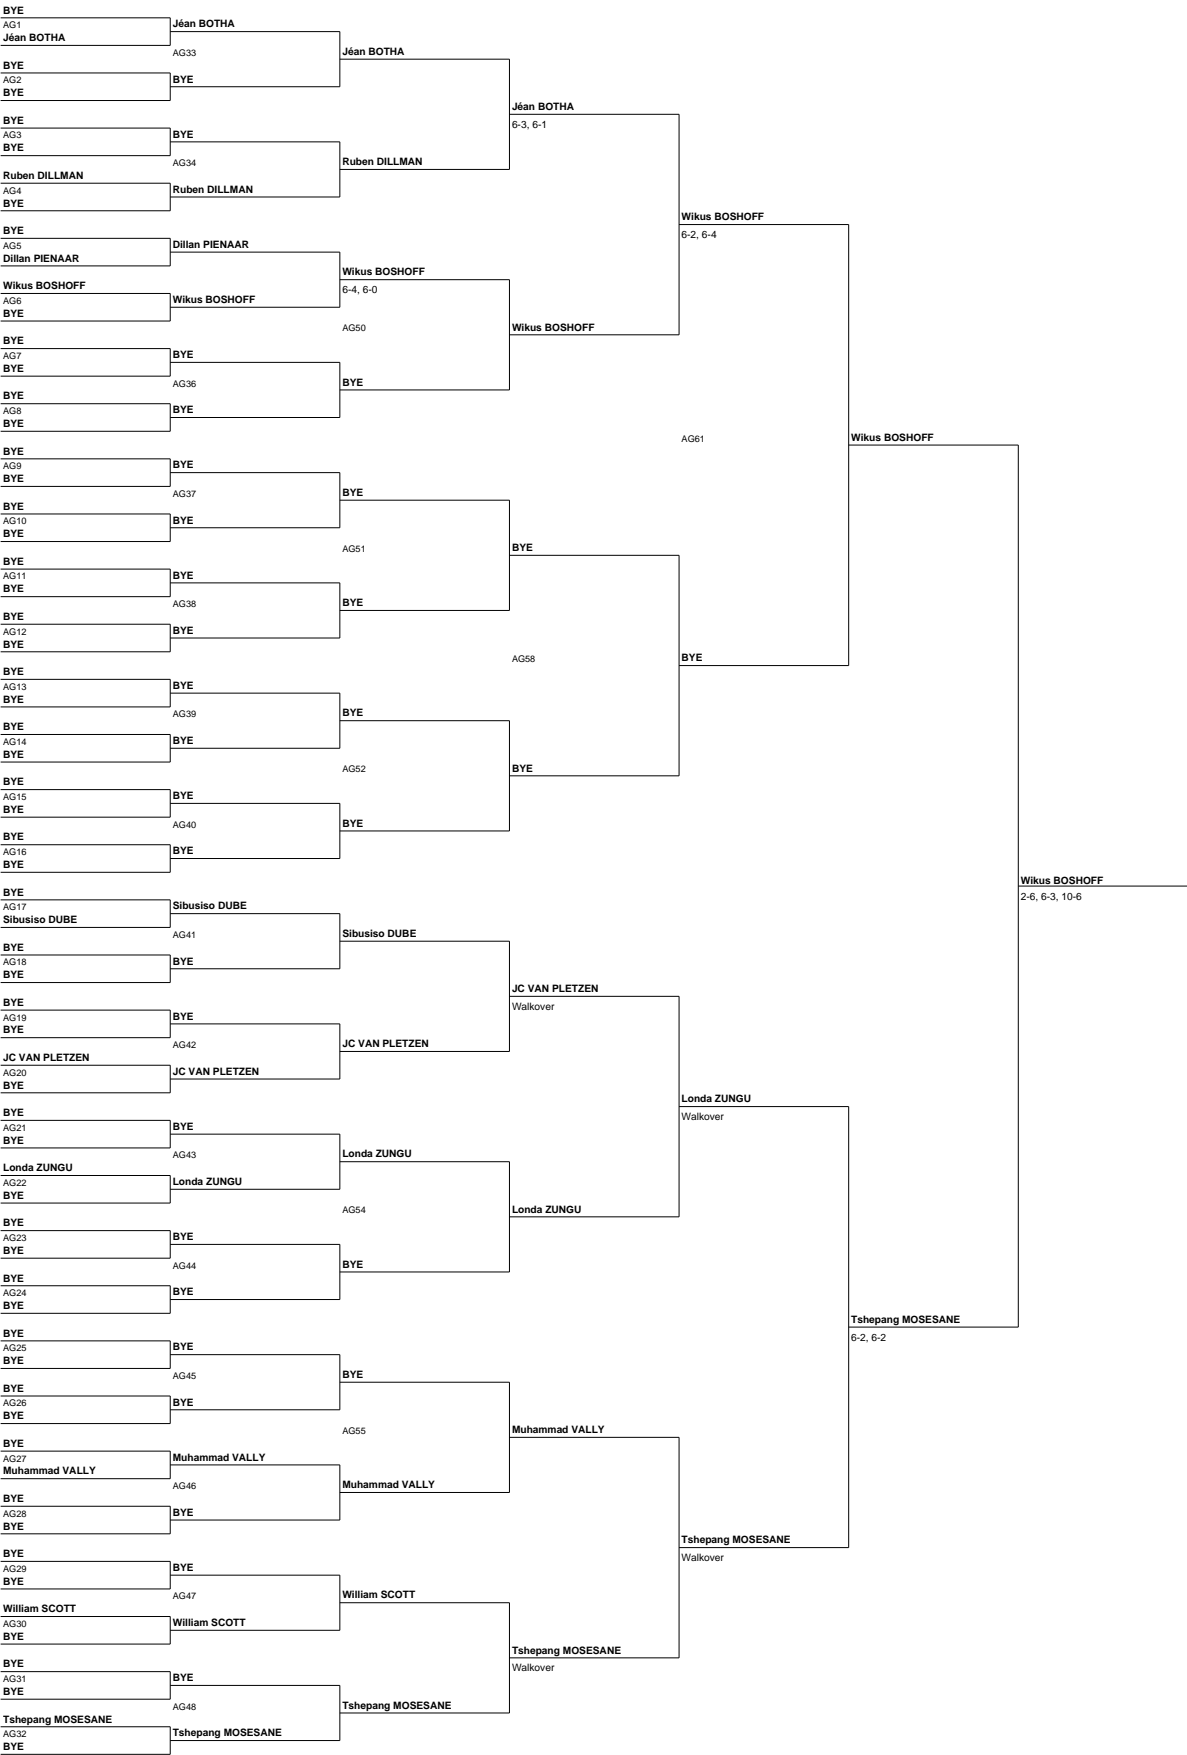 BYE
AG1
Jéan BOTHA
BYE
AG2
BYE
BYE
AG3
BYE
Ruben DILLMAN
AG4
BYE
BYE
AG5
Dillan PIENAAR
Wikus BOSHOFF
AG6
BYE
BYE
AG7
BYE
BYE
AG8
BYE
BYE
AG9
BYE
BYE
AG10
BYE
BYE
AG11
BYE
BYE
AG12
BYE
BYE
AG13
BYE
BYE
AG14
BYE
BYE
AG15
BYE
BYE
AG16
BYE
BYE
AG17
Sibusiso DUBE
BYE
AG18
BYE
BYE
AG19
BYE
JC VAN PLETZEN
AG20
BYE
BYE
AG21
BYE
Londa ZUNGU
AG22
BYE
BYE
AG23
BYE
BYE
AG24
BYE
BYE
AG25
BYE
BYE
AG26
BYE
BYE
AG27
Muhammad VALLY
BYE
AG28
BYE
BYE
AG29
BYE
William SCOTT
AG30
BYE
BYE
AG31
BYE
Tshepang MOSESANE
AG32
BYE
Jéan BOTHA
AG33
BYE
BYE
AG34
Ruben DILLMAN
Dillan PIENAAR
Wikus BOSHOFF
BYE
AG36
BYE
BYE
AG37
BYE
BYE
AG38
BYE
BYE
AG39
BYE
BYE
AG40
BYE
Sibusiso DUBE
AG41
BYE
BYE
AG42
JC VAN PLETZEN
BYE
AG43
Londa ZUNGU
BYE
AG44
BYE
BYE
AG45
BYE
Muhammad VALLY
AG46
BYE
BYE
AG47
William SCOTT
BYE
AG48
Tshepang MOSESANE
Jéan BOTHA
Ruben DILLMAN
Wikus BOSHOFF
6-4, 6-0
AG50
BYE
BYE
AG51
BYE
BYE
AG52
BYE
Sibusiso DUBE
JC VAN PLETZEN
Londa ZUNGU
AG54
BYE
BYE
AG55
Muhammad VALLY
William SCOTT
Tshepang MOSESANE
Jéan BOTHA
6-3, 6-1
Wikus BOSHOFF
BYE
AG58
BYE
JC VAN PLETZEN
Walkover
Londa ZUNGU
Muhammad VALLY
Tshepang MOSESANE
Walkover
Wikus BOSHOFF
6-2, 6-4
AG61
BYE
Londa ZUNGU
Walkover
Tshepang MOSESANE
Walkover
Wikus BOSHOFF
Tshepang MOSESANE
6-2, 6-2
Wikus BOSHOFF
2-6, 6-3, 10-6